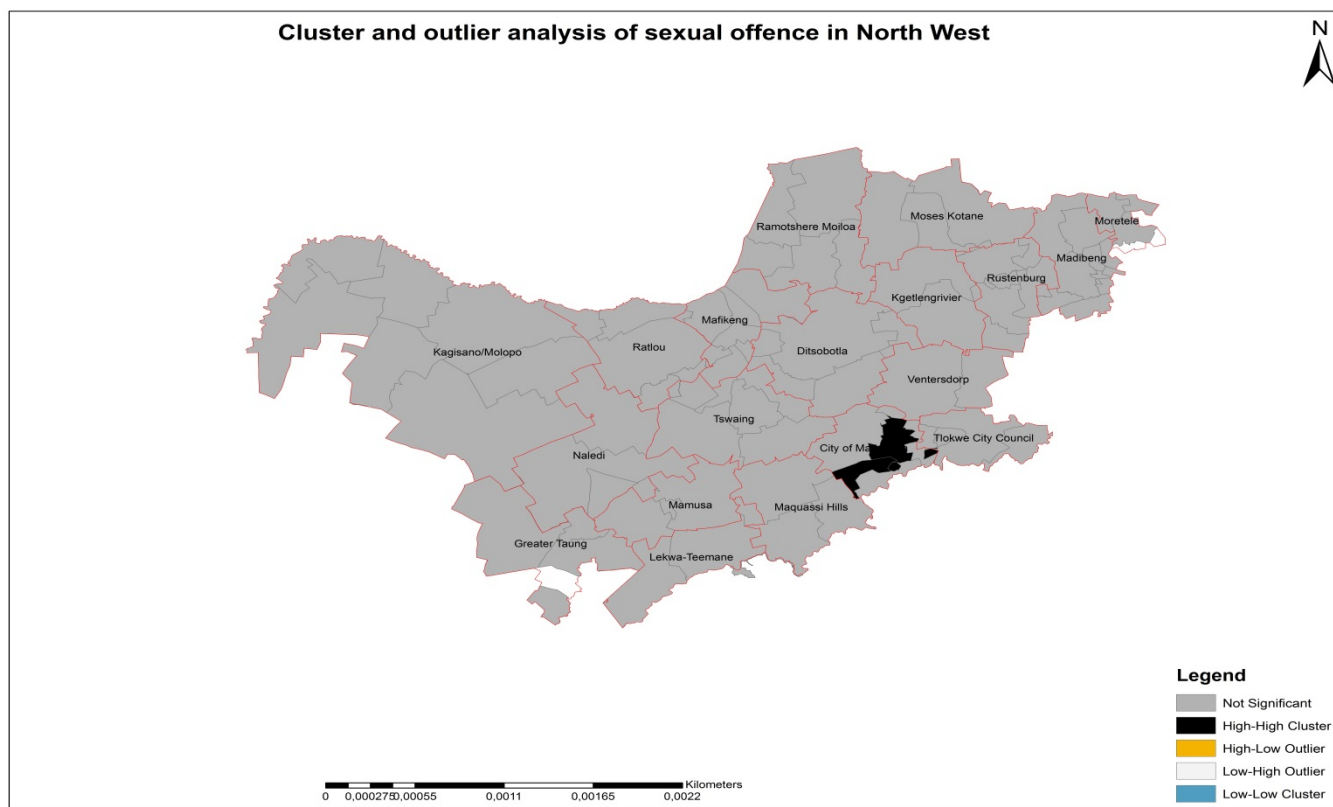 Cluster and outlier analysis of sexual offence in North West
N
Ramotshere Moiloa
Moses Kotane
Moretele
Madibeng
Rustenburg
Kgetlengrivier
Mafikeng
Ratlou
Ditsobotla
Kagisano/Molopo
Ventersdorp
Tswaing
City of Ma
Tlokwe City Council
Naledi
Mamusa
Maquassi Hills
Greater Taung
Lekwa-Teemane
Legend
Not Significant
High-High Cluster
High-Low Outlier
Low-High Outlier
Low-Low Cluster
Kilometers
0 0,000275 0,00055 0,0011 0,00165 0,0022